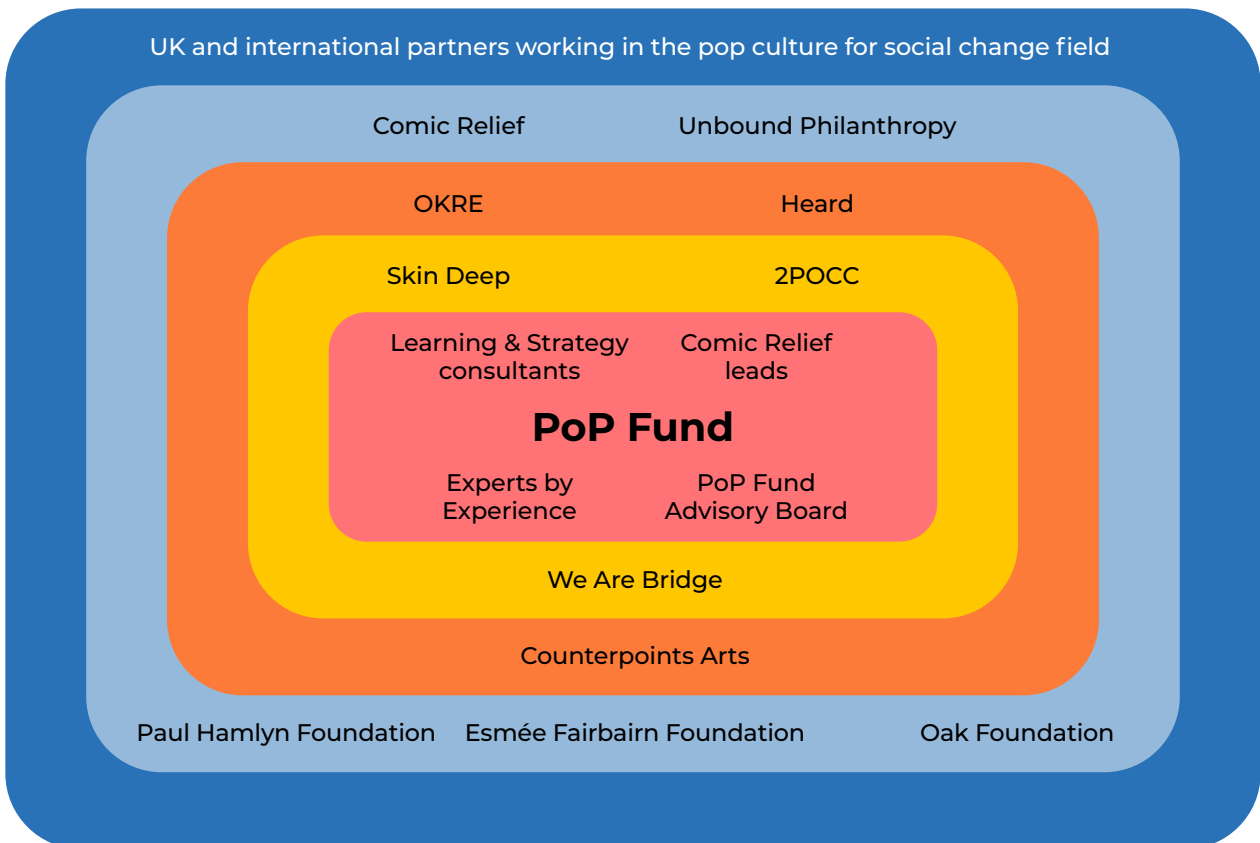 UK and international partners working in the pop culture for social change field
Comic Relief
Unbound Philanthropy
OKRE
Heard
Skin Deep
2POCC
Learning & Strategy
consultants
Comic Relief
leads
PoP Fund
Experts by
Experience
PoP Fund
Advisory Board
We Are Bridge
Counterpoints Arts
Paul Hamlyn Foundation
Esmée Fairbairn Foundation
Oak Foundation